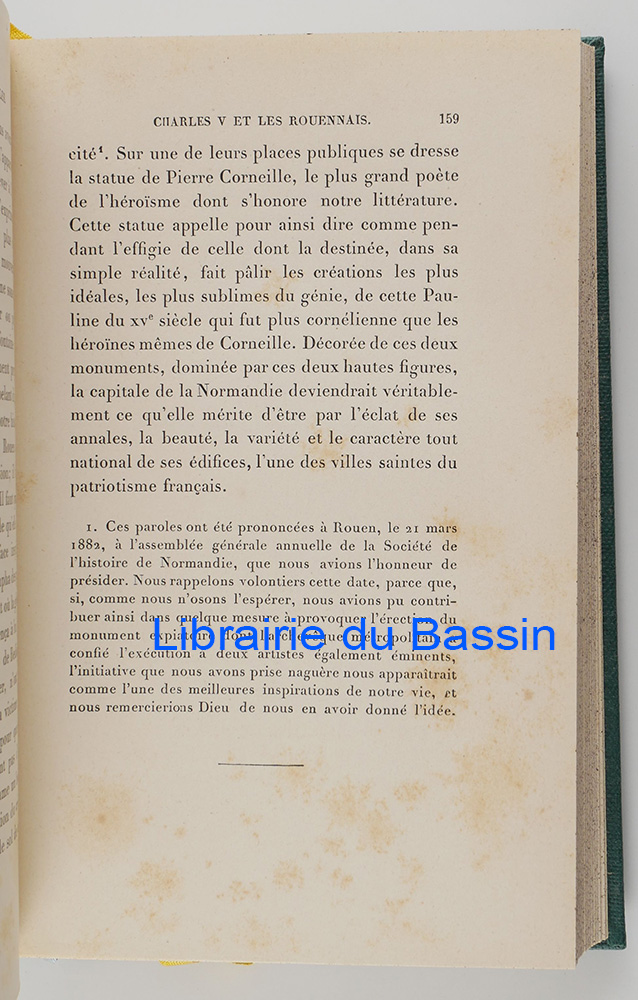 CHARLES V ET LES ROUENNAIS. 159
cité¹. Sur une de leurs places publiques se dresse
la statue de Pierre Corneille, le plus grand poète
de l'héroïsme dont s'honore notre littérature.
Cette statue appelle pour ainsi dire comme pen-
dant l'effigie de celle dont la destinée, dans sa
simple réalité, fait pâlir les créations les plus
idéales, les plus sublimes du génie, de cette Pau-
line du XVᵉ siècle qui fut plus cornélienne que les
héroïnes mêmes de Corneille. Décorée de ces deux
monuments, dominée par ces deux hautes figures,
la capitale de la Normandie deviendrait véritable-
ment ce qu'elle mérite d'être par l'éclat de ses
annales, la beauté, la variété et le caractère tout
national de ses édifices, l'une des villes saintes du
patriotisme français.
1. Ces paroles ont été prononcées à Rouen, le 21 mars
1882, à l'assemblée générale annuelle de la Société de
l'histoire de Normandie, que nous avions l'honneur de
présider. Nous rappelons volontiers cette date, parce que,
si, comme nous n'osons l'espérer, nous avions pu contri-
buer ainsi dans quelque mesure à provoquer l'érection du
monument expiatoire dont l'archevêque métropolitain a
confié l'exécution à deux artistes également éminents,
l'initiative que nous avons prise naguère nous apparaîtrait
comme l'une des meilleures inspirations de notre vie, et
nous remercierions Dieu de nous en avoir donné l'idée.
Librairie du Bassin